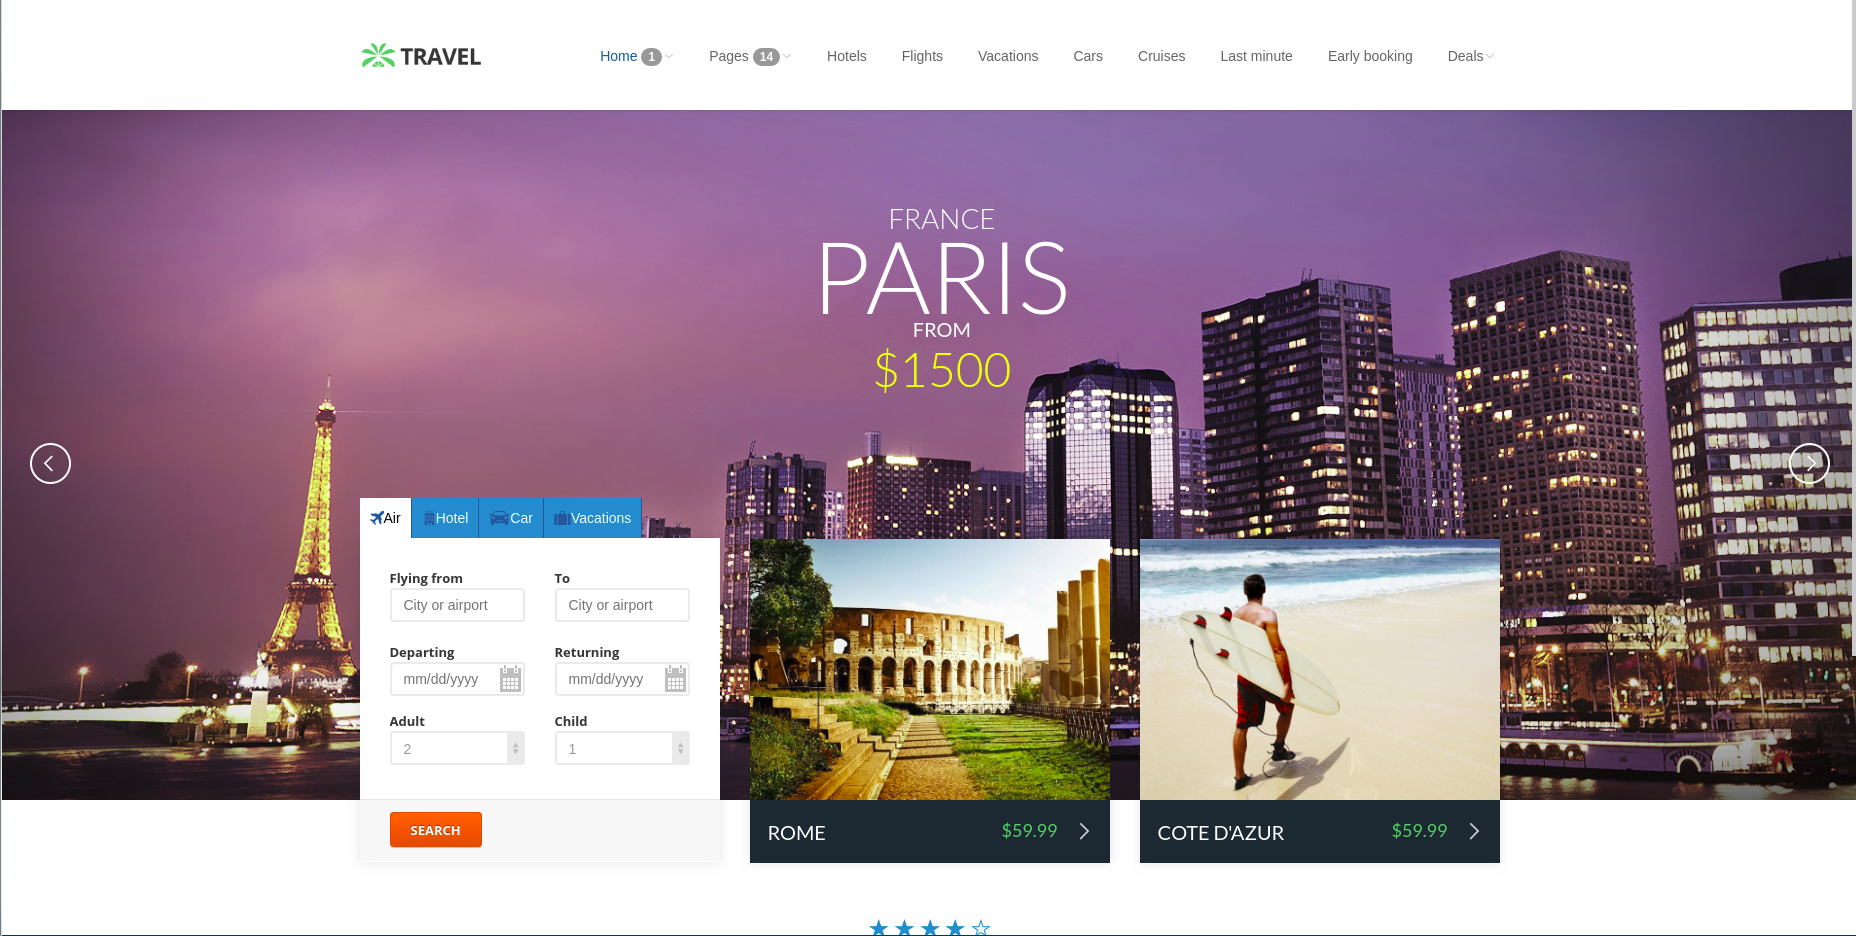 TRAVEL
Home 1 Pages 14 Hotels Flights Vacations Cars Cruises Last minute Early booking Deals
FRANCE
PARIS
FROM
$1500
Air Hotel Car Vacations
Flying from To
City or airport City or airport
Departing Returning
mm/dd/yyyy mm/dd/yyyy
Adult Child
2 1
SEARCH
ROME $59.99
COTE D'AZUR $59.99